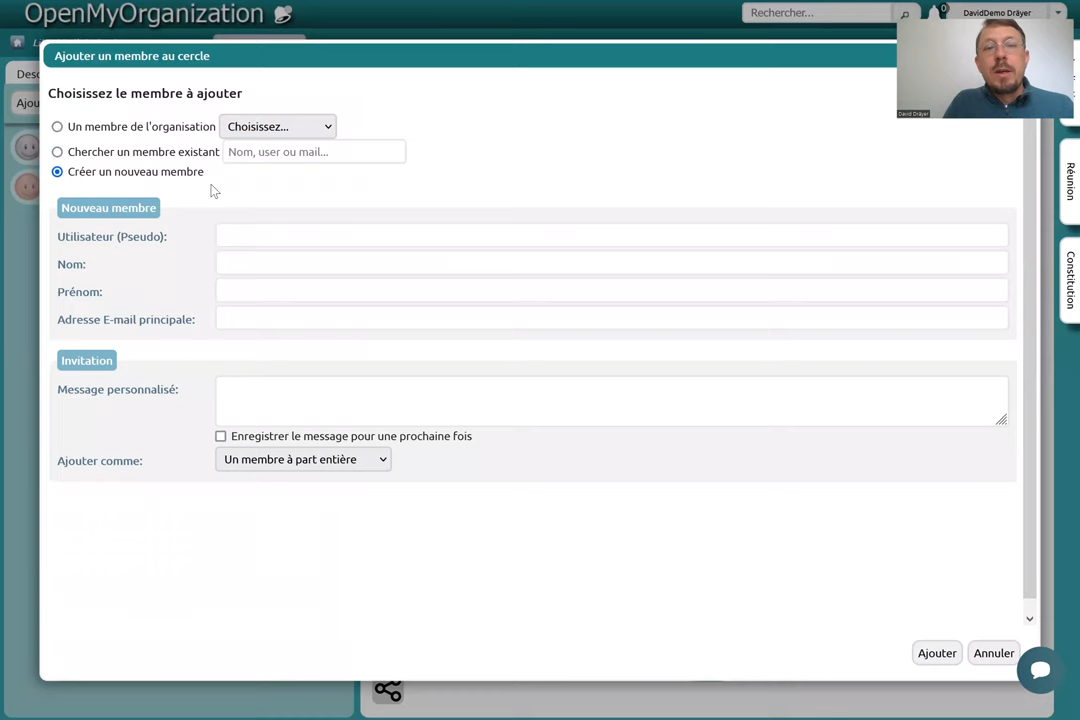 OpenMyOrganization
Rechercher...
0
DavidDemo Dräyer
Ajouter un membre au cercle
Desc
Ajou
Choisissez le membre à ajouter
Un membre de l'organisation Choisissez...
Chercher un membre existant Nom, user ou mail...
Créer un nouveau membre
Nouveau membre
Utilisateur (Pseudo):
Nom:
Prénom:
Adresse E-mail principale:
Invitation
Message personnalisé:
Enregistrer le message pour une prochaine fois
Ajouter comme: Un membre à part entière
Ajouter Annuler
David Dräyer
Réunion
Constitution